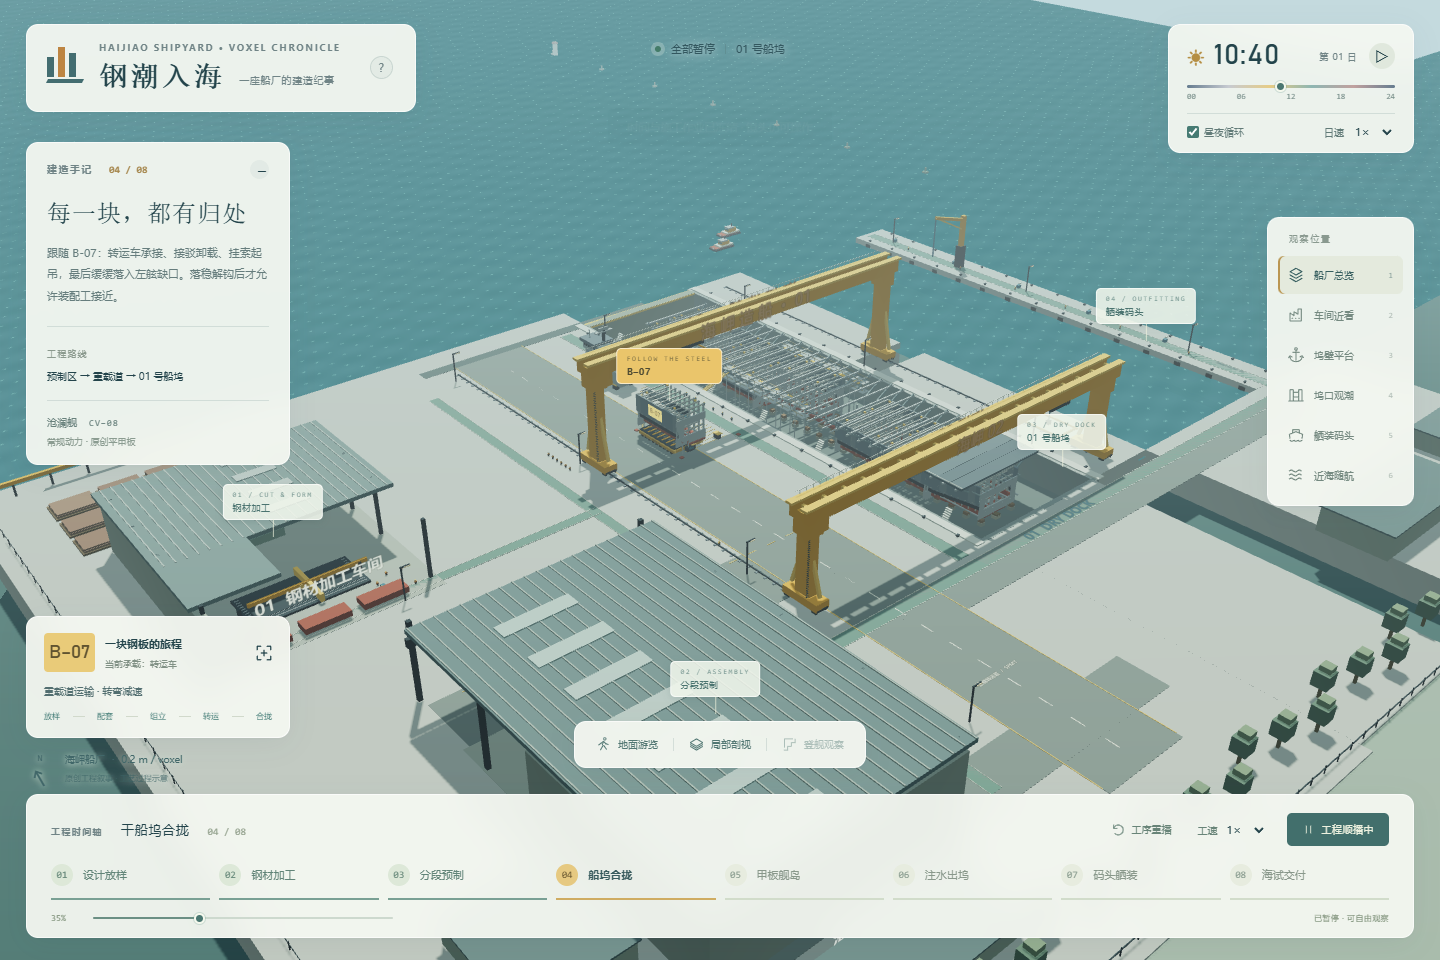 HAIJIAO SHIPYARD • VOXEL CHRONICLE
钢潮入海 一座船厂的建造纪事
?
全部暂停 01 号船坞
10:40 第 01 日
00 06 12 18 24
昼夜循环 日速 1×
建造手记 04 / 08
每一块，都有归处
跟随 B-07：转运车承接、接驳卸载、挂索起
吊，最后缓缓落入左舷缺口。落稳解钩后才允
许装配工接近。
工程路线
预制区 → 重载道 → 01 号船坞
沧澜舰 CV-08
常规动力 · 原创平甲板
观察位置
船厂总览 1
车间近看 2
坞壁平台 3
坞口观潮 4
舾装码头 5
近海随航 6
04 / OUTFITTING
舾装码头
FOLLOW THE STEEL
B-07
03 / DRY DOCK
01 号船坞
01 / CUT & FORM
钢材加工
01 钢材加工车间
01 DRY DOCK
02 / ASSEMBLY
分段预制
B-07 一块钢板的旅程
当前承载：转运车
重载道运输 · 转弯减速
放样 — 配套 — 组立 — 转运 — 合拢
地面游览 局部剖视 登舰观察
N
0.2 m / voxel
工程时间轴 干船坞合拢 04 / 08
工序重播 工速 1× 工程顺播中
01 设计放样
02 钢材加工
03 分段预制
04 船坞合拢
05 甲板舰岛
06 注水出坞
07 码头舾装
08 海试交付
35%
已暂停 · 可自由观察